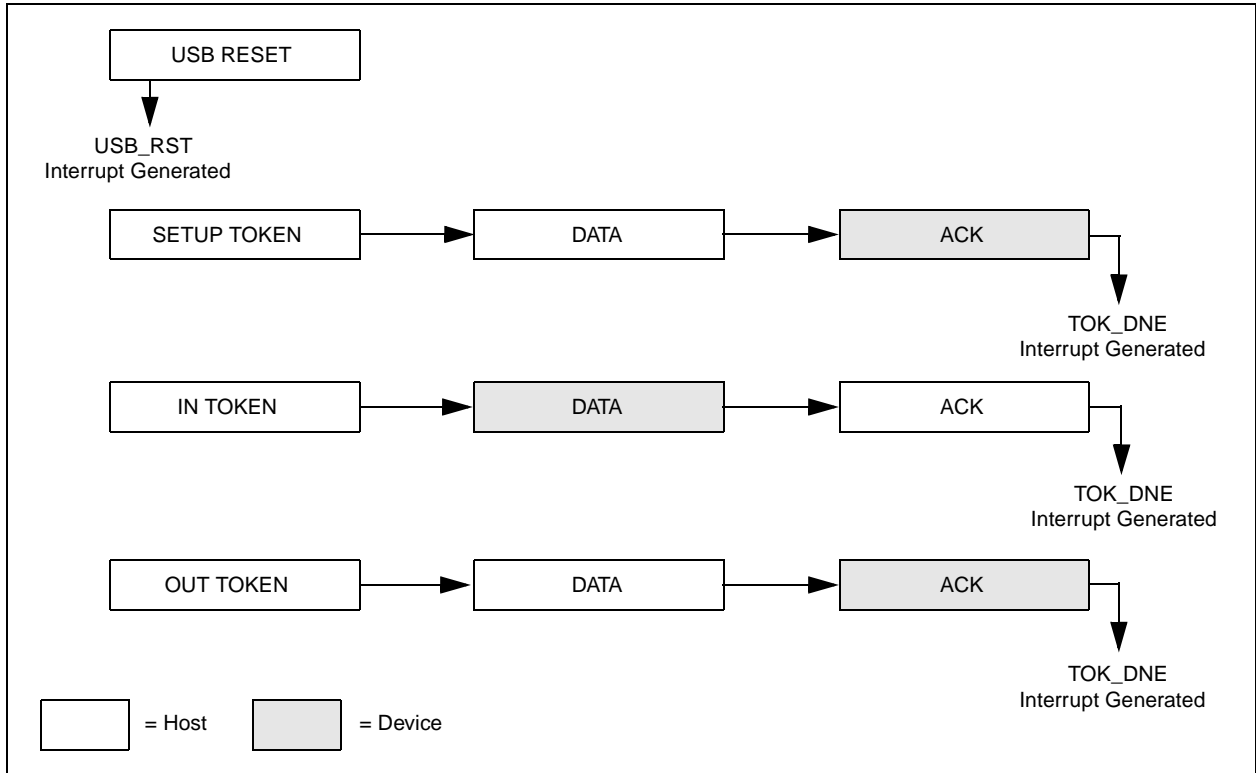 USB RESET
USB_RST
Interrupt Generated
SETUP TOKEN
DATA
ACK
TOK_DNE
Interrupt Generated
IN TOKEN
DATA
ACK
TOK_DNE
Interrupt Generated
OUT TOKEN
DATA
ACK
TOK_DNE
Interrupt Generated
= Host
= Device